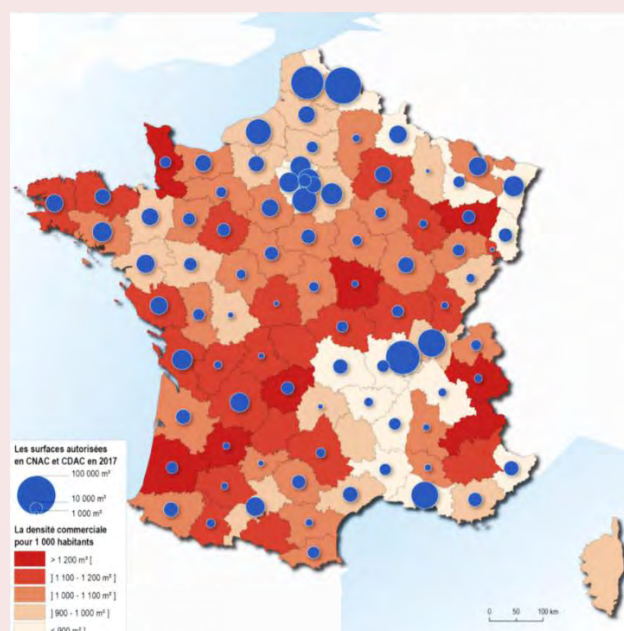 Les surfaces autorisées
en CNAC et CDAC en 2017
100 000 m²
10 000 m²
1 000 m²
La densité commerciale
pour 1 000 habitants
> 1 200 m² [
] 1 100 - 1 200 m² ]
] 1 000 - 1 100 m² ]
] 900 - 1 000 m² ]
< 900 m² ]
0 50 100 km